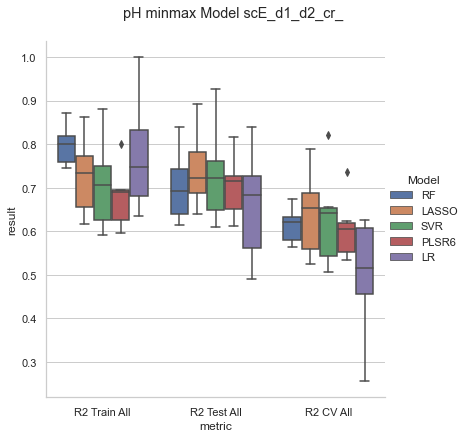 pH minmax Model scE_d1_d2_cr_
1.0
0.9
0.8
0.7
0.6
0.5
0.4
0.3
result
R2 Train All
R2 Test All
R2 CV All
metric
Model
RF
LASSO
SVR
PLSR6
LR